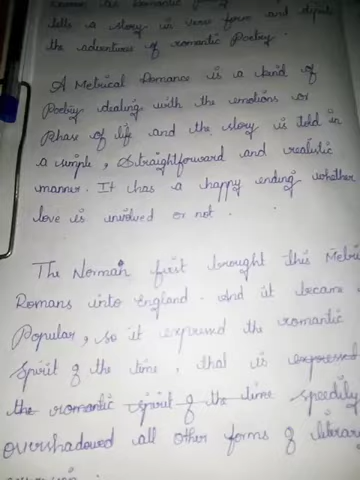 known as Romantic
tells a story in verse form and depicts
the adventures of romantic Poetry.
A Metrical Romance is a kind of
Poetry dealing with the emotions or
Phase of life and the story is told in
a simple, straightforward and realistic
manner. It has a happy ending whether
love is involved or not.
The Norman first brought this Metri
Romans into England. And it became
Popular, so it expressed the romantic
Spirit of the time, that is expressed
the romantic spirit of the time speedily
overshadowed all other forms of literary